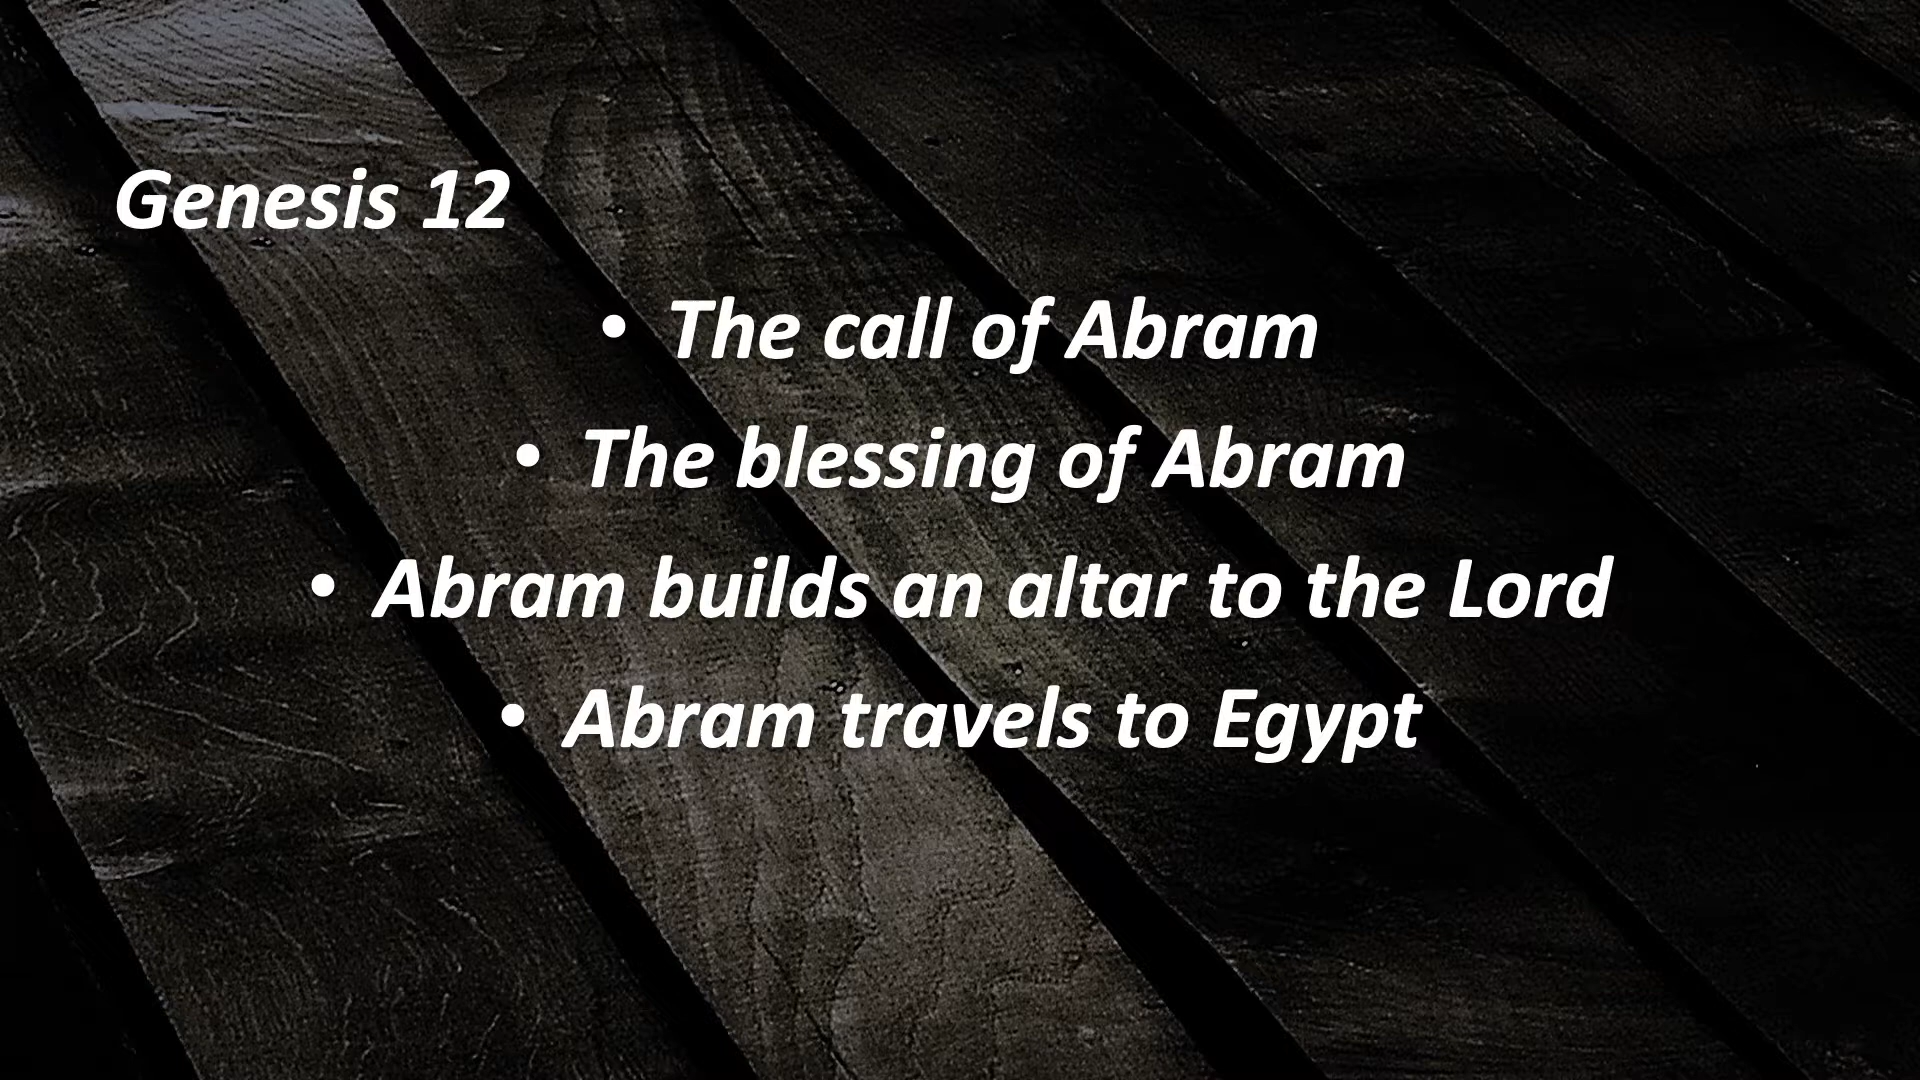 Genesis 12
• The call of Abram
• The blessing of Abram
• Abram builds an altar to the Lord
• Abram travels to Egypt